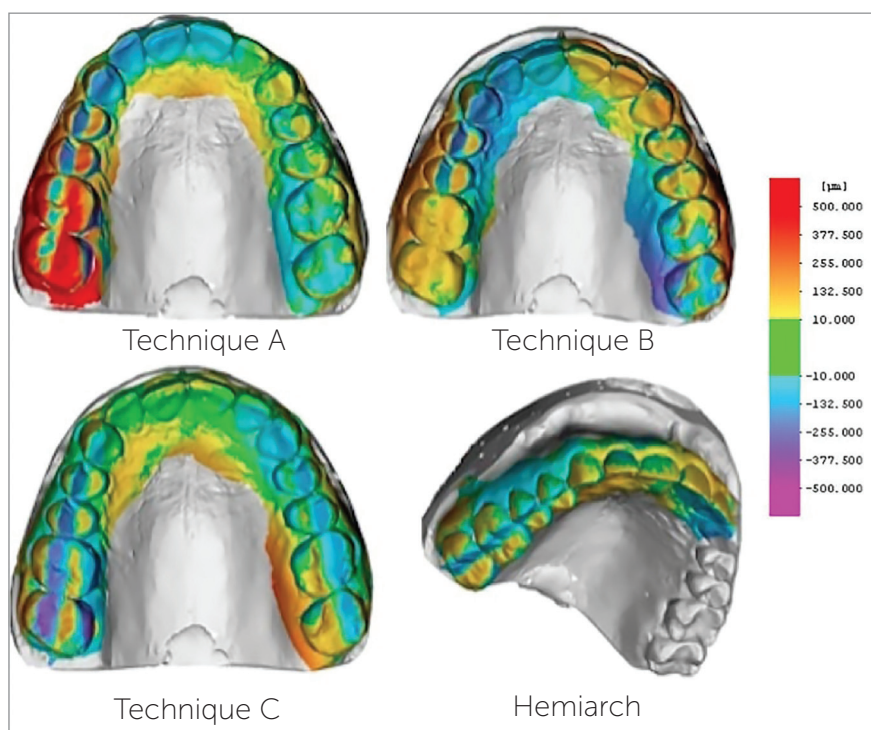 Technique A
Technique B
[µm]
500.000
377.500
255.000
132.500
10.000
-10.000
-132.500
-255.000
-377.500
-500.000
Technique C
Hemiarch